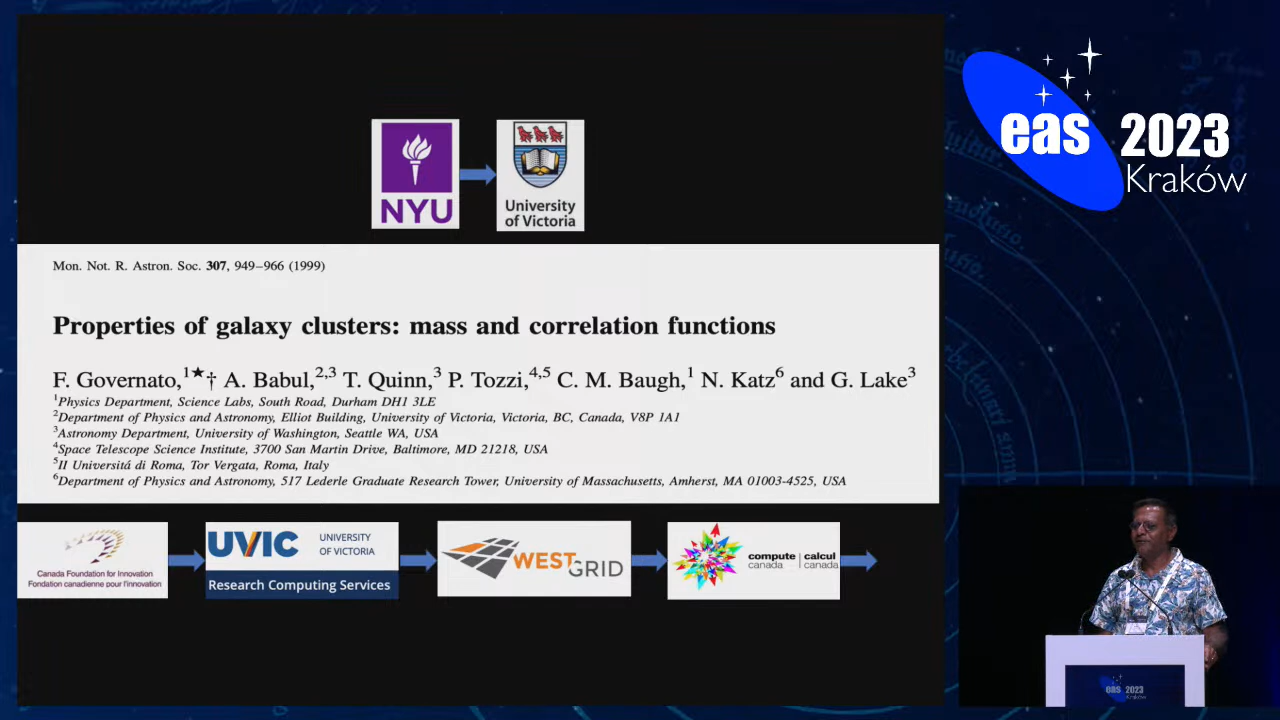 NYU
University
of Victoria
Mon. Not. R. Astron. Soc. 307, 949–966 (1999)
Properties of galaxy clusters: mass and correlation functions
F. Governato,1★† A. Babul,2,3 T. Quinn,3 P. Tozzi,4,5 C. M. Baugh,1 N. Katz6 and G. Lake3
1Physics Department, Science Labs, South Road, Durham DH1 3LE
2Department of Physics and Astronomy, Elliot Building, University of Victoria, Victoria, BC, Canada, V8P 1A1
3Astronomy Department, University of Washington, Seattle WA, USA
4Space Telescope Science Institute, 3700 San Martin Drive, Baltimore, MD 21218, USA
5II Universitá di Roma, Tor Vergata, Roma, Italy
6Department of Physics and Astronomy, 517 Lederle Graduate Research Tower, University of Massachusetts, Amherst, MA 01003-4525, USA
Canada Foundation for Innovation
Fondation canadienne pour l'innovation
UVIC UNIVERSITY
OF VICTORIA
Research Computing Services
WESTGRID
compute | calcul
canada | canada
eas 2023
Kraków
eas 2023
Kraków